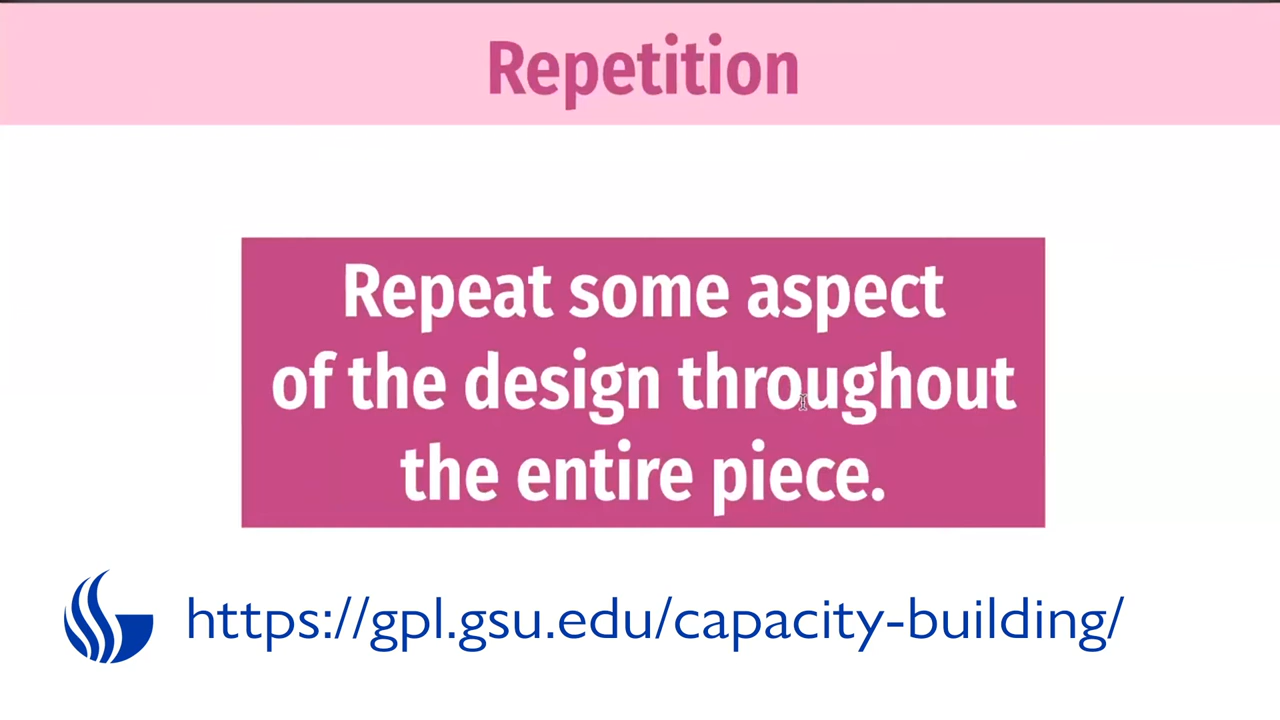 Repetition
Repeat some aspect
of the design throughout
the entire piece.
https://gpl.gsu.edu/capacity-building/